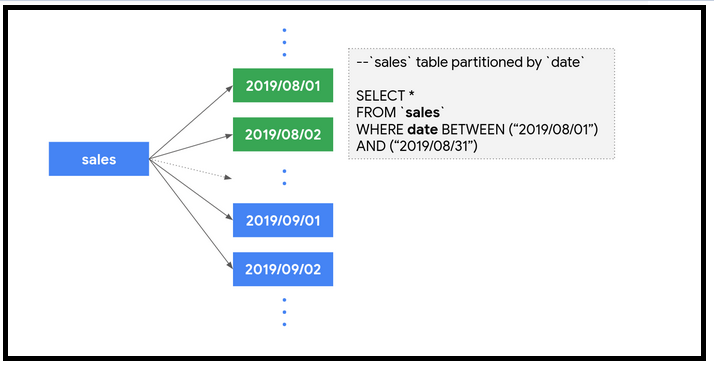 sales
2019/08/01
2019/08/02
2019/09/01
2019/09/02
--`sales` table partitioned by `date`
SELECT *
FROM `sales`
WHERE date BETWEEN (“2019/08/01”)
AND (“2019/08/31”)